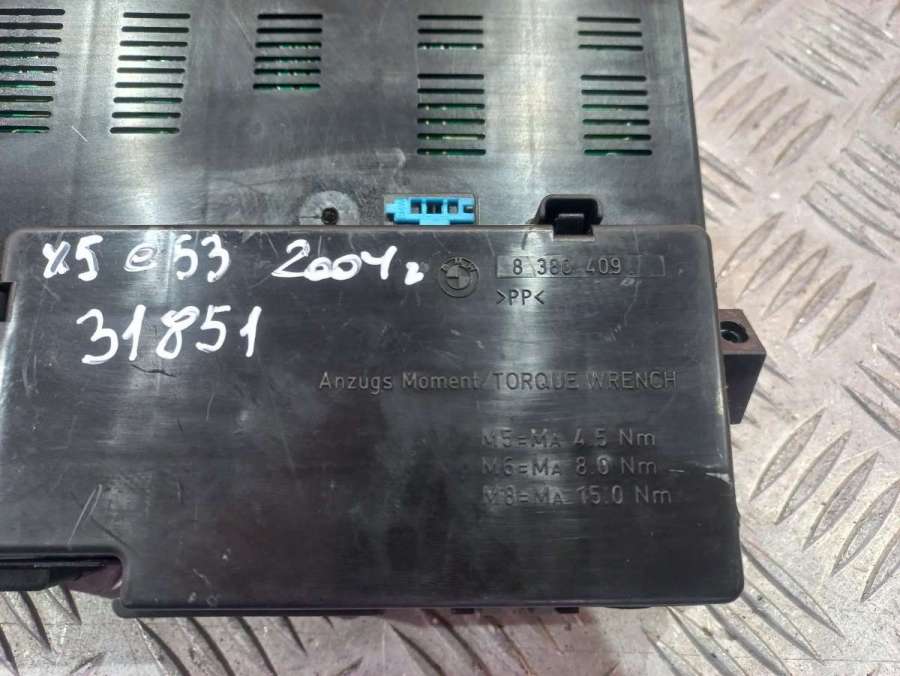 x5 e53 2004г
BMW
8 380 409
>PP<
31851
Anzugs Moment/TORQUE WRENCH
M5=MA 4.5 Nm
M6=MA 8.0 Nm
M8=MA 15.0 Nm